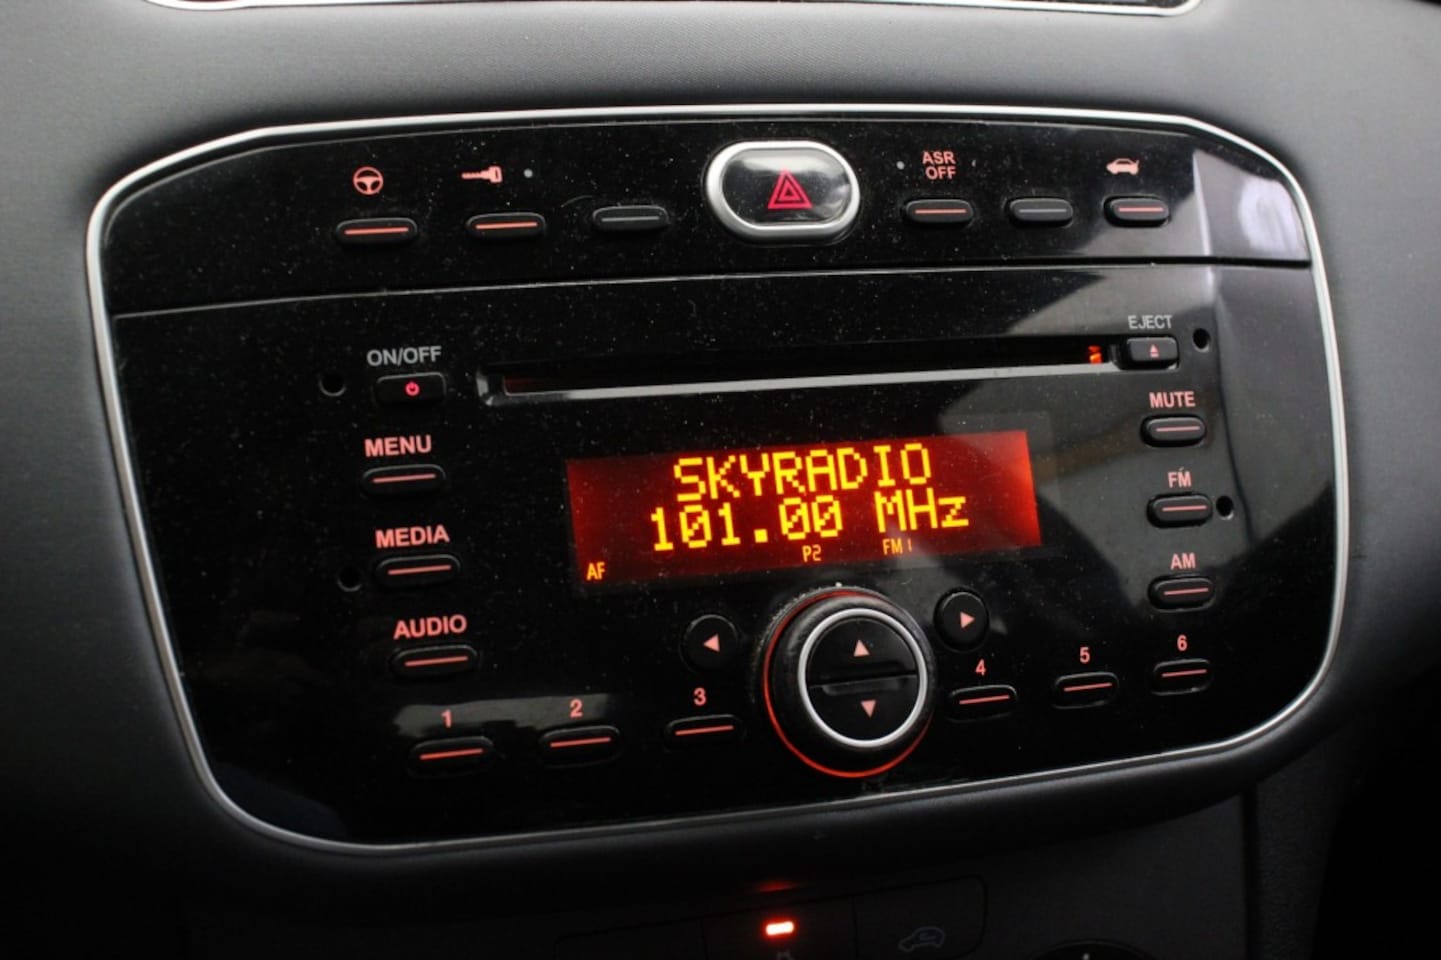 ASR
OFF
EJECT
ON/OFF
MUTE
MENU
SKYRADIO
FM
101.00 MHz
MEDIA
AF P2 FM1
AM
AUDIO
1 2 3 4 5 6